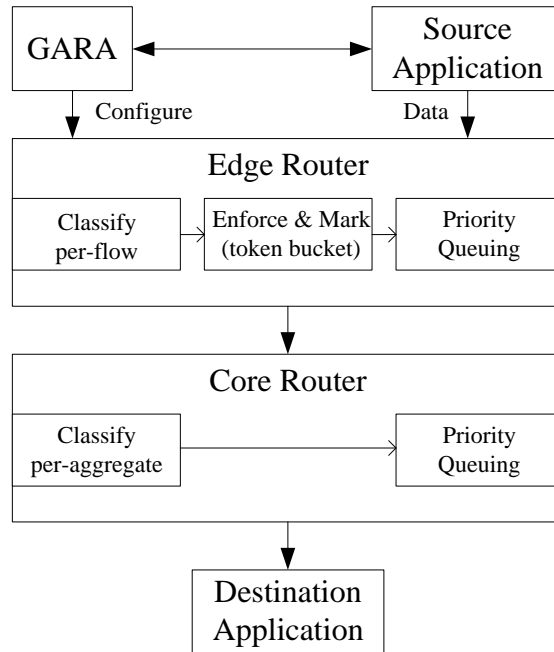 GARA
Source
Application
Configure
Data
Edge Router
Classify
per-flow
Enforce & Mark
(token bucket)
Priority
Queuing
Core Router
Classify
per-aggregate
Priority
Queuing
Destination
Application